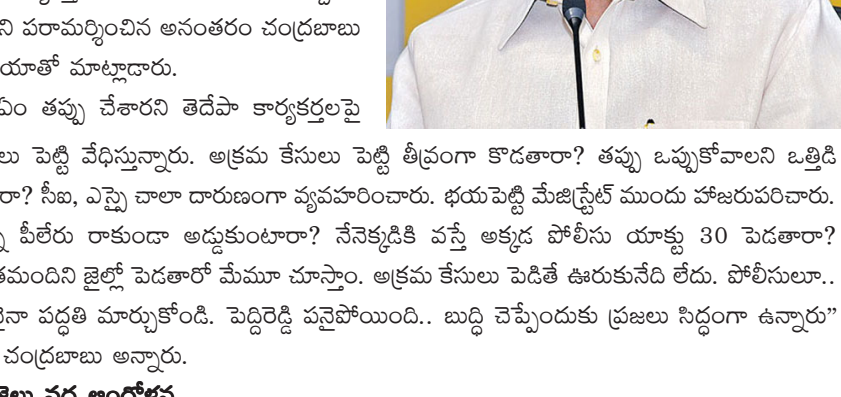 ని పరామర్శించిన అనంతరం చంద్రబాబు
యాతో మాట్లాడారు.
ఏం తప్పు చేశారని తెదేపా కార్యకర్తలపై
లు పెట్టి వేధిస్తున్నారు. అక్రమ కేసులు పెట్టి తీవ్రంగా కొడతారా? తప్పు ఒప్పుకోవాలని ఒత్తిడి
రా? సీఐ, ఎస్పై చాలా దారుణంగా వ్యవహరించారు. భయపెట్టి మేజిస్ట్రేట్ ముందు హాజరుపరిచారు.
పీలేరు రాకుండా అడ్డుకుంటారా? నేనెక్కడికి వస్తే అక్కడ పోలీసు యాక్టు 30 పెడతారా?
తమందిని జైల్లో పెడతారో మేమూ చూస్తాం. అక్రమ కేసులు పెడితే ఊరుకునేది లేదు. పోలీసులూ..
నా పద్ధతి మార్చుకోండి. పెద్దిరెడ్డి పనైపోయింది.. బుద్ధి చెప్పేందుకు ప్రజలు సిద్ధంగా ఉన్నారు”
చంద్రబాబు అన్నారు.